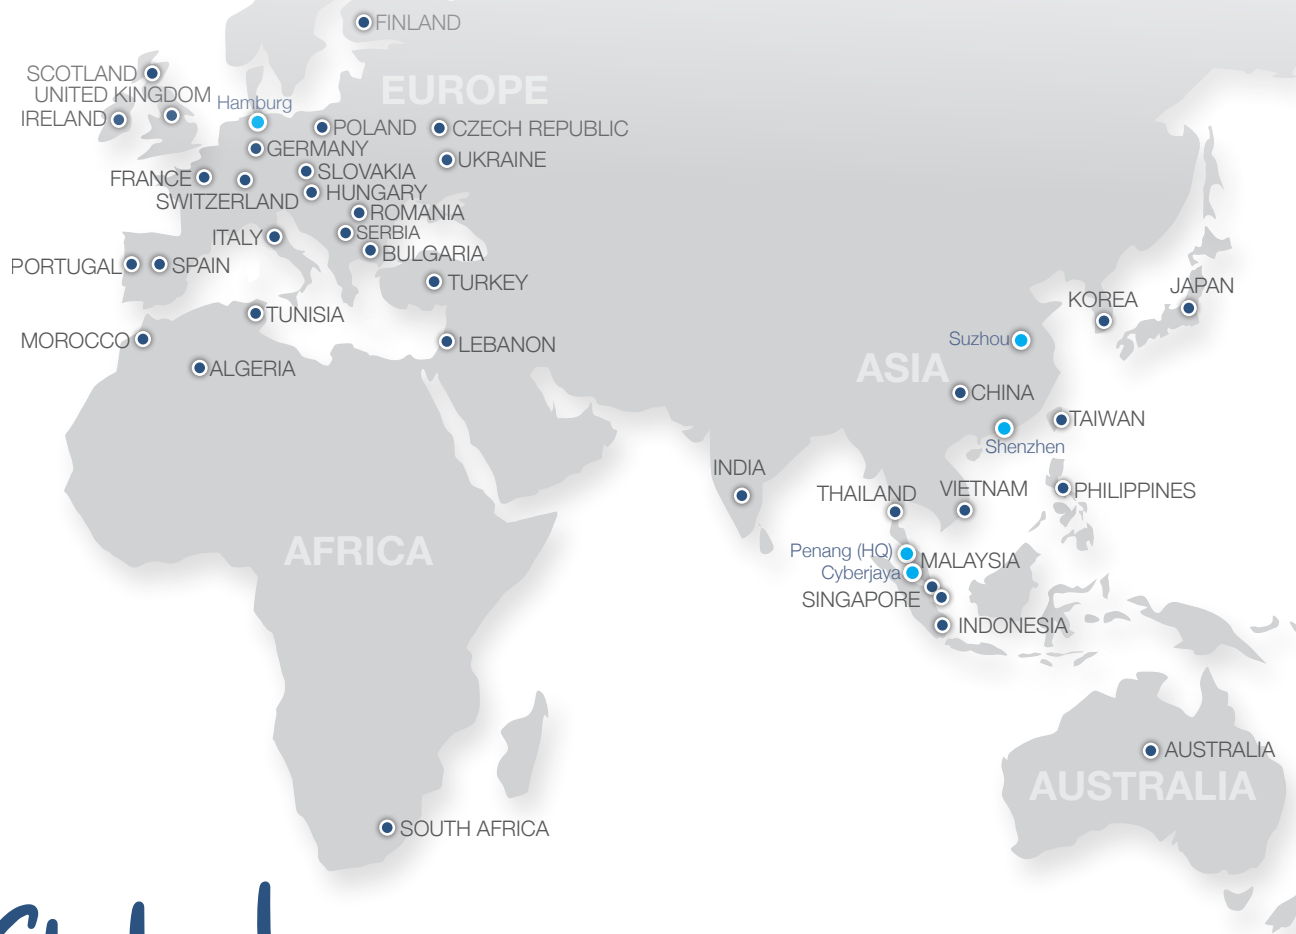 FINLAND
SCOTLAND
EUROPE
UNITED KINGDOM
Hamburg
IRELAND
POLAND
CZECH REPUBLIC
GERMANY
UKRAINE
FRANCE
SLOVAKIA
SWITZERLAND
HUNGARY
ROMANIA
ITALY
SERBIA
BULGARIA
PORTUGAL
SPAIN
TURKEY
JAPAN
KOREA
TUNISIA
MOROCCO
Suzhou
LEBANON
ALGERIA
ASIA
CHINA
TAIWAN
Shenzhen
INDIA
THAILAND
VIETNAM
PHILIPPINES
AFRICA
Penang (HQ)
MALAYSIA
Cyberjaya
SINGAPORE
INDONESIA
AUSTRALIA
AUSTRALIA
SOUTH AFRICA